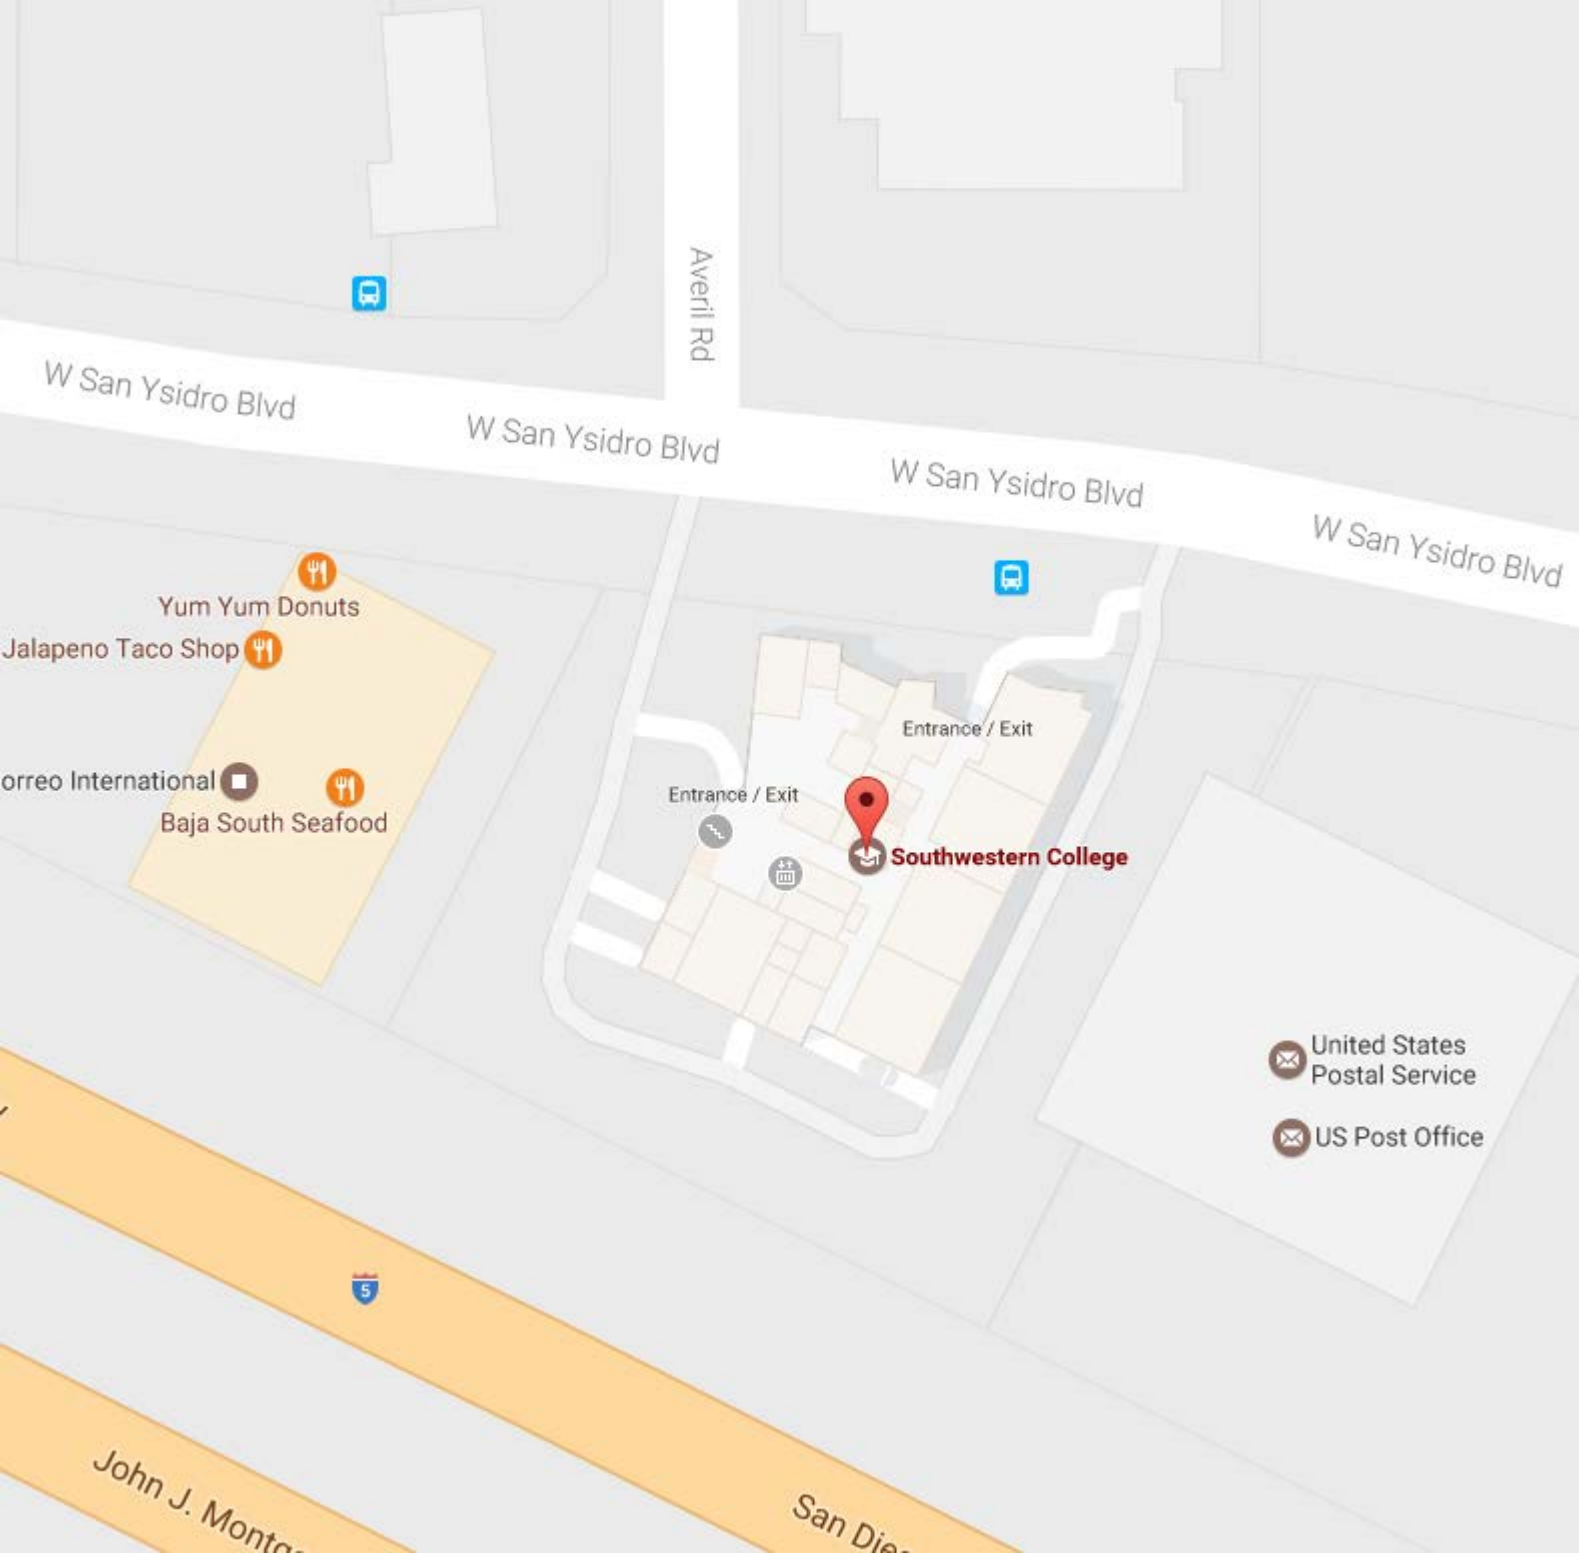 Averil Rd
W San Ysidro Blvd
W San Ysidro Blvd
W San Ysidro Blvd
W San Ysidro Blvd
Yum Yum Donuts
Jalapeno Taco Shop
Entrance / Exit
orreo International
Entrance / Exit
Baja South Seafood
Southwestern College
United States
Postal Service
US Post Office
5
John J. Montgo
San Die